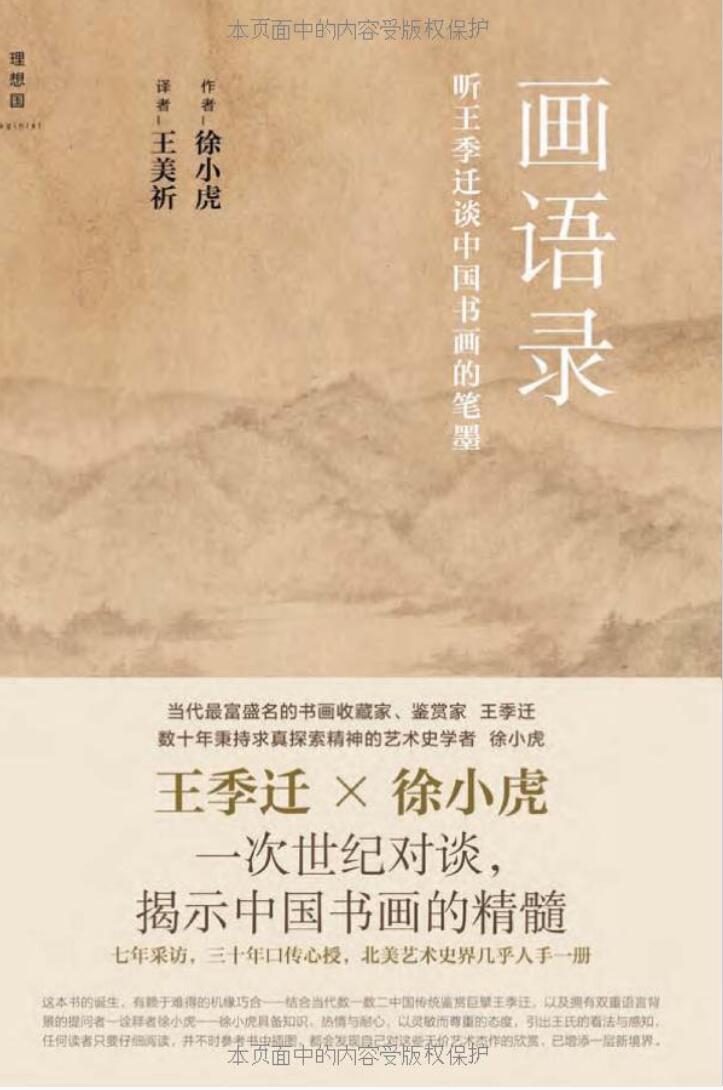 本页面中的内容受版权保护
理想国
aginist
画语录
听王季迁谈中国书画的笔墨
作者—徐小虎
译者—王美祈
当代最富盛名的书画收藏家、鉴赏家 王季迁
数十年秉持求真探索精神的艺术史学者 徐小虎
王季迁 × 徐小虎
一次世纪对谈，
揭示中国书画的精髓
七年采访，三十年口传心授，北美艺术史界几乎人手一册
这本书的诞生，有赖于难得的机缘巧合——结合当代数一数二中国传统鉴赏巨擘王季迁，以及拥有双重语言背
景的提问者—诠释者徐小虎——徐小虎具备知识、热情与耐心，以灵敏而尊重的态度，引出王氏的看法与感知，
任何读者只要仔细阅读，并不时参考书中插图，都会发现自己对这些无价艺术杰作的欣赏，已增添一层新境界。
本页面中的内容受版权保护